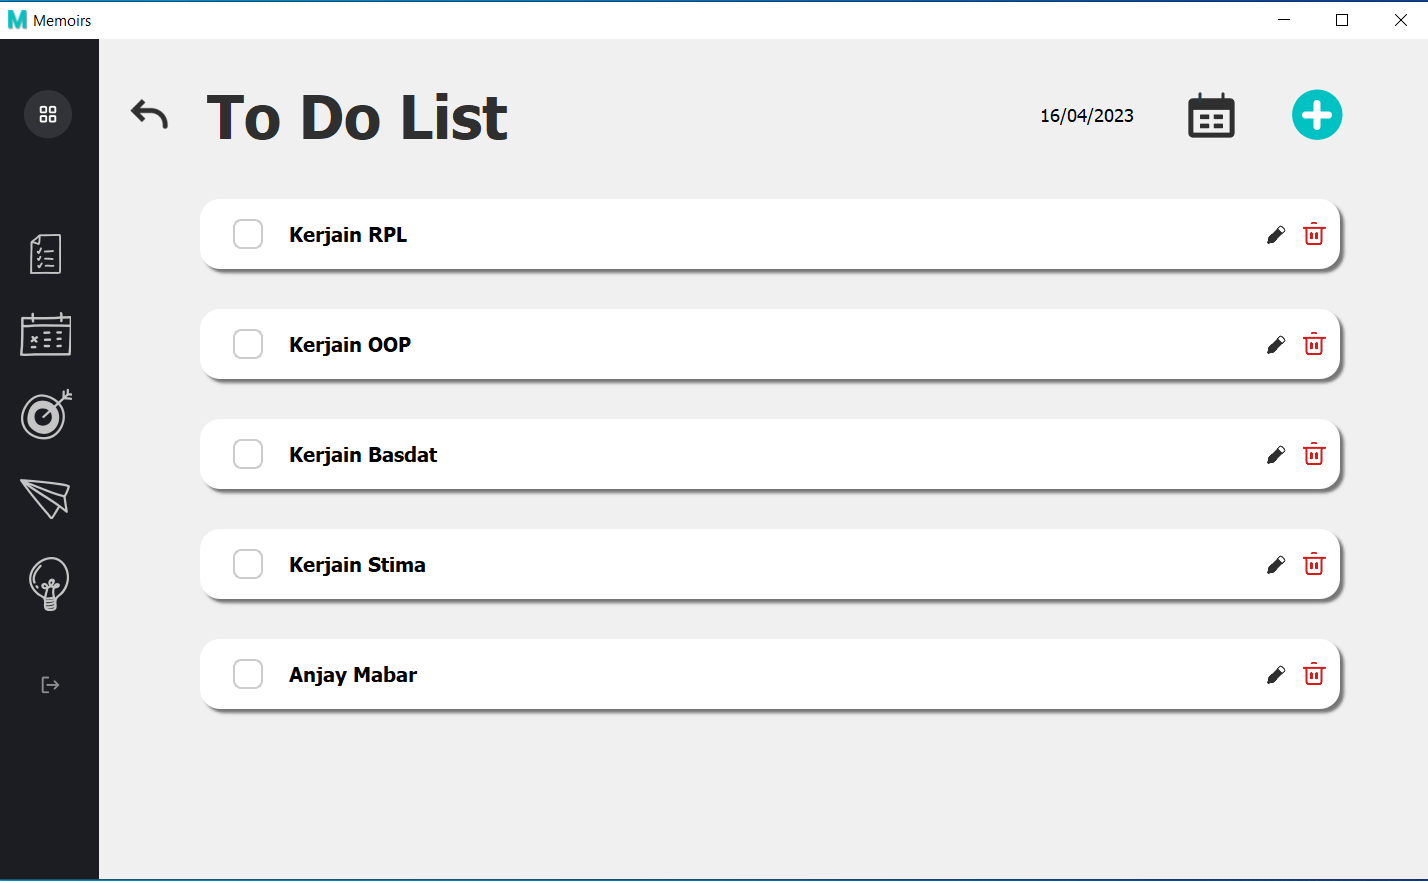 M Memoirs
To Do List
16/04/2023
Kerjain RPL
Kerjain OOP
Kerjain Basdat
Kerjain Stima
Anjay Mabar